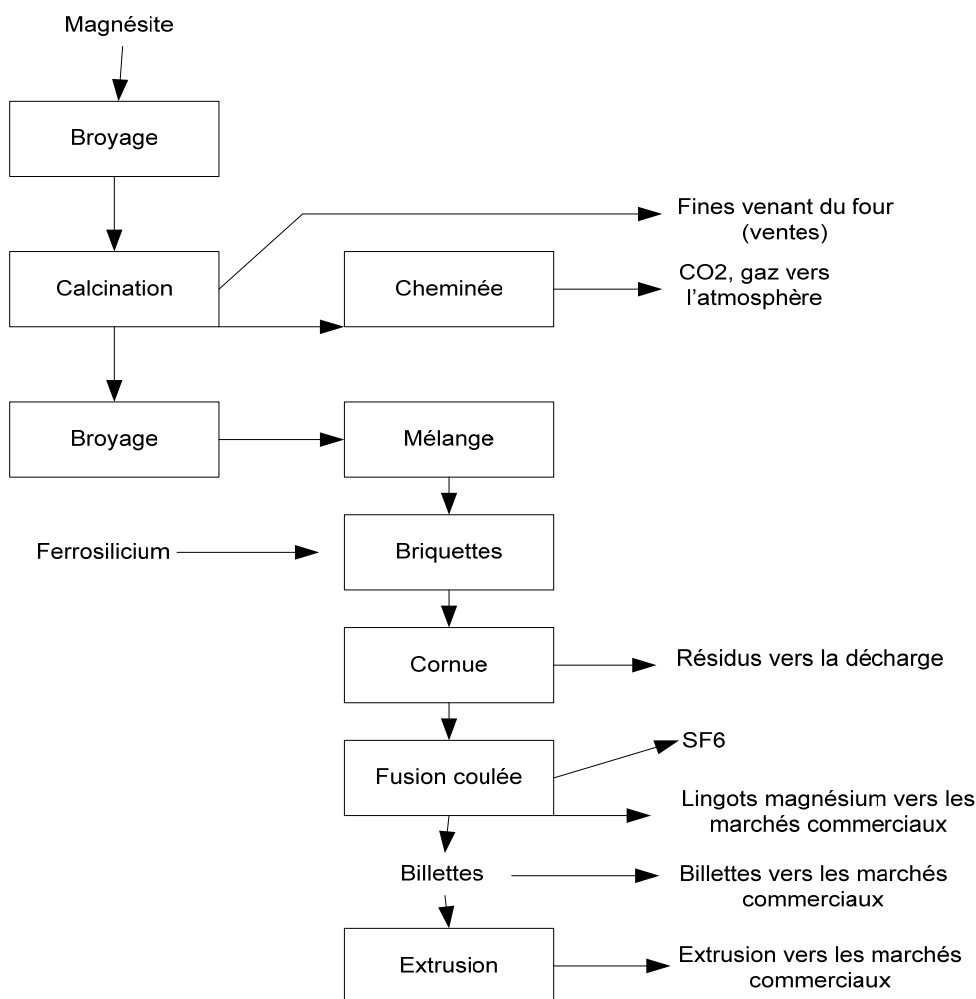 Magnésite
Broyage
Fines venant du four
(ventes)
Calcination
Cheminée
CO2, gaz vers
l'atmosphère
Broyage
Mélange
Ferrosilicium
Briquettes
Cornue
Résidus vers la décharge
SF6
Fusion coulée
Lingots magnésium vers les
marchés commerciaux
Billettes
Billettes vers les marchés
commerciaux
Extrusion
Extrusion vers les marchés
commerciaux